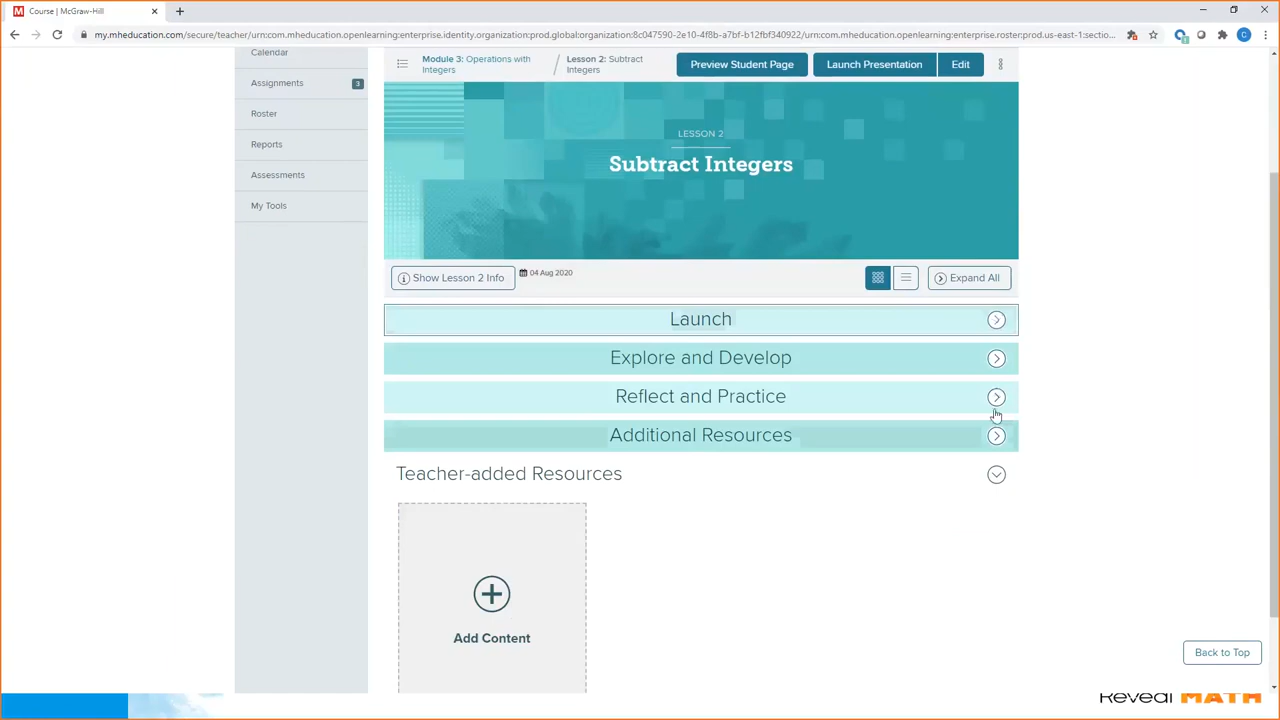 Course | McGraw-Hill
my.mheducation.com/secure/teacher/urn:com.mheducation.openlearning:enterprise.identity.organization:prod.global:organization:8c047590-2e10-4f8b-a7bf-b12fbf340922/urn:com.mheducation.openlearning:enterprise.roster:prod.us-east-1:sectio...
C
Calendar
Assignments 3
Roster
Reports
Assessments
My Tools
Module 3: Operations with
Integers
Lesson 2: Subtract
Integers
Preview Student Page
Launch Presentation
Edit
LESSON 2
Subtract Integers
Show Lesson 2 Info
04 Aug 2020
Expand All
Launch
Explore and Develop
Reflect and Practice
Additional Resources
Teacher-added Resources
Add Content
Back to Top
Reveal MATH